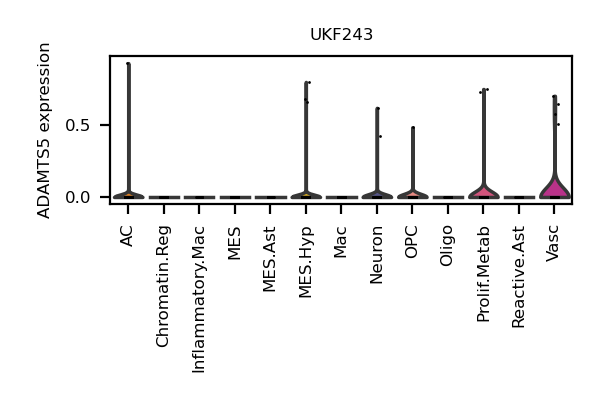 UKF243
ADAMTS5 expression
0.5
0.0
AC
Chromatin.Reg
Inflammatory.Mac
MES
MES.Ast
MES.Hyp
Mac
Neuron
OPC
Oligo
Prolif.Metab
Reactive.Ast
Vasc